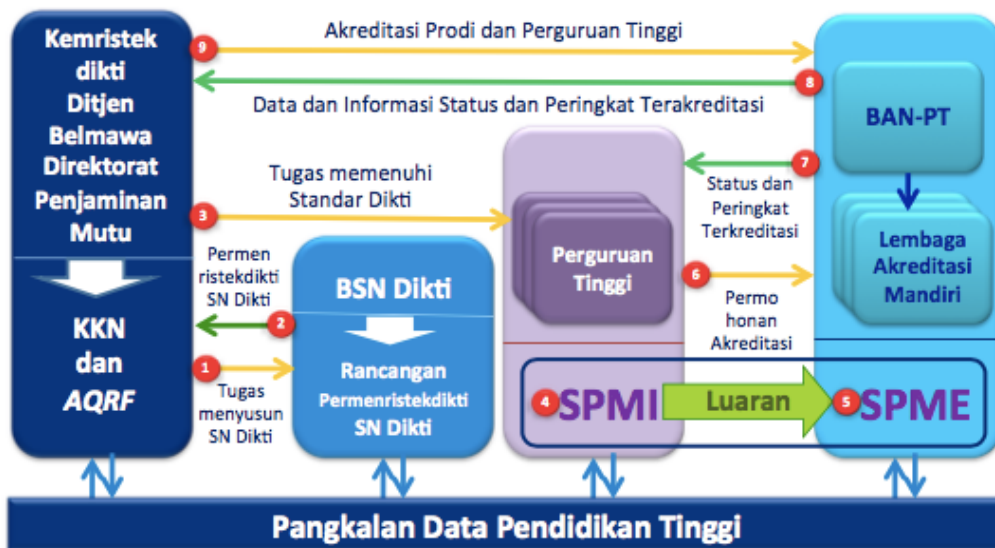 Kemristek
dikti
Ditjen
Belmawa
Direktorat
Penjaminan
Mutu
KKN
dan
AQRF
9
Akreditasi Prodi dan Perguruan Tinggi
8
Data dan Informasi Status dan Peringkat Terakreditasi
Tugas memenuhi
Standar Dikti
3
Permen
ristekdikti
SN Dikti
2
1
Tugas
menyusun
SN Dikti
BSN Dikti
Rancangan
Permenristekdikti
SN Dikti
Perguruan
Tinggi
7
Status dan
Peringkat
Terkreditasi
6
Permo
honan
Akreditasi
BAN-PT
Lembaga
Akreditasi
Mandiri
4
SPMI
Luaran
5
SPME
Pangkalan Data Pendidikan Tinggi